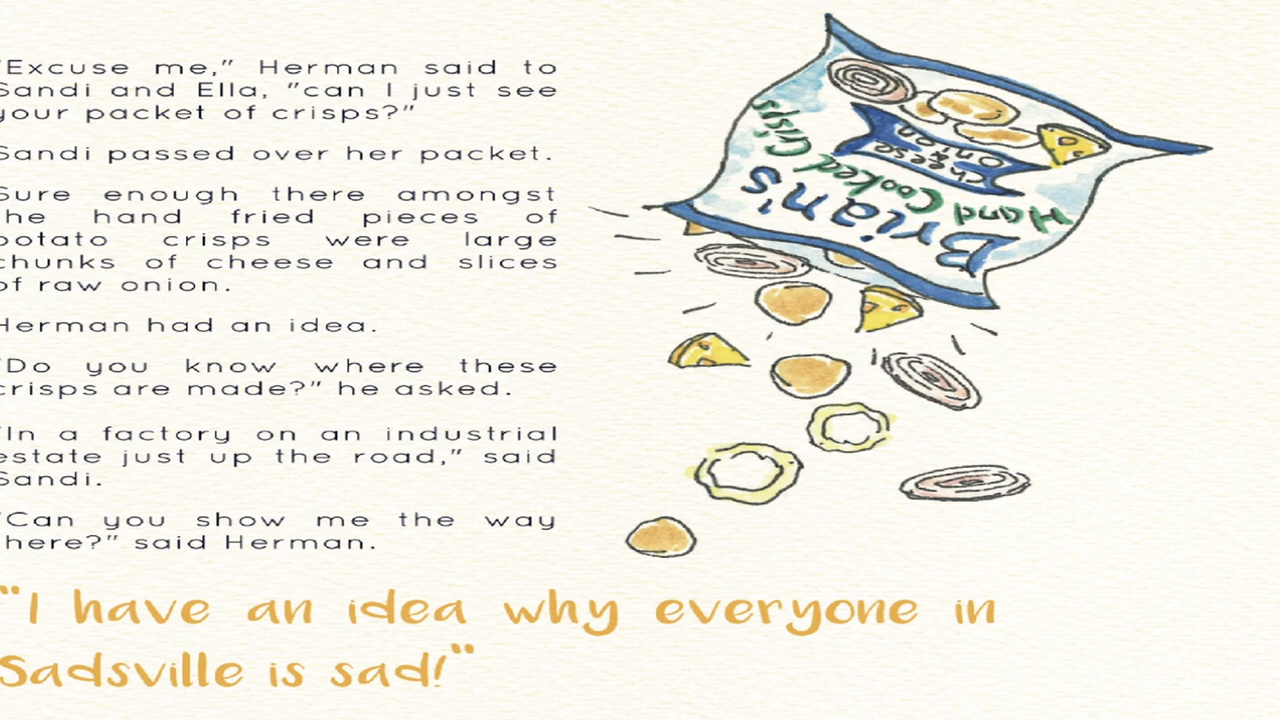 "Excuse me," Herman said to
Sandi and Ella, "can I just see
your packet of crisps?"
Sandi passed over her packet.
Sure enough there amongst
the hand fried pieces of
potato crisps were large
chunks of cheese and slices
of raw onion.
Herman had an idea.
"Do you know where these
crisps are made?" he asked.
"In a factory on an industrial
estate just up the road," said
Sandi.
"Can you show me the way
there?" said Herman.
"I have an idea why everyone in
Sadsville is sad!"
Brian's
Hand Cooked Crisps
Cheese
Onion